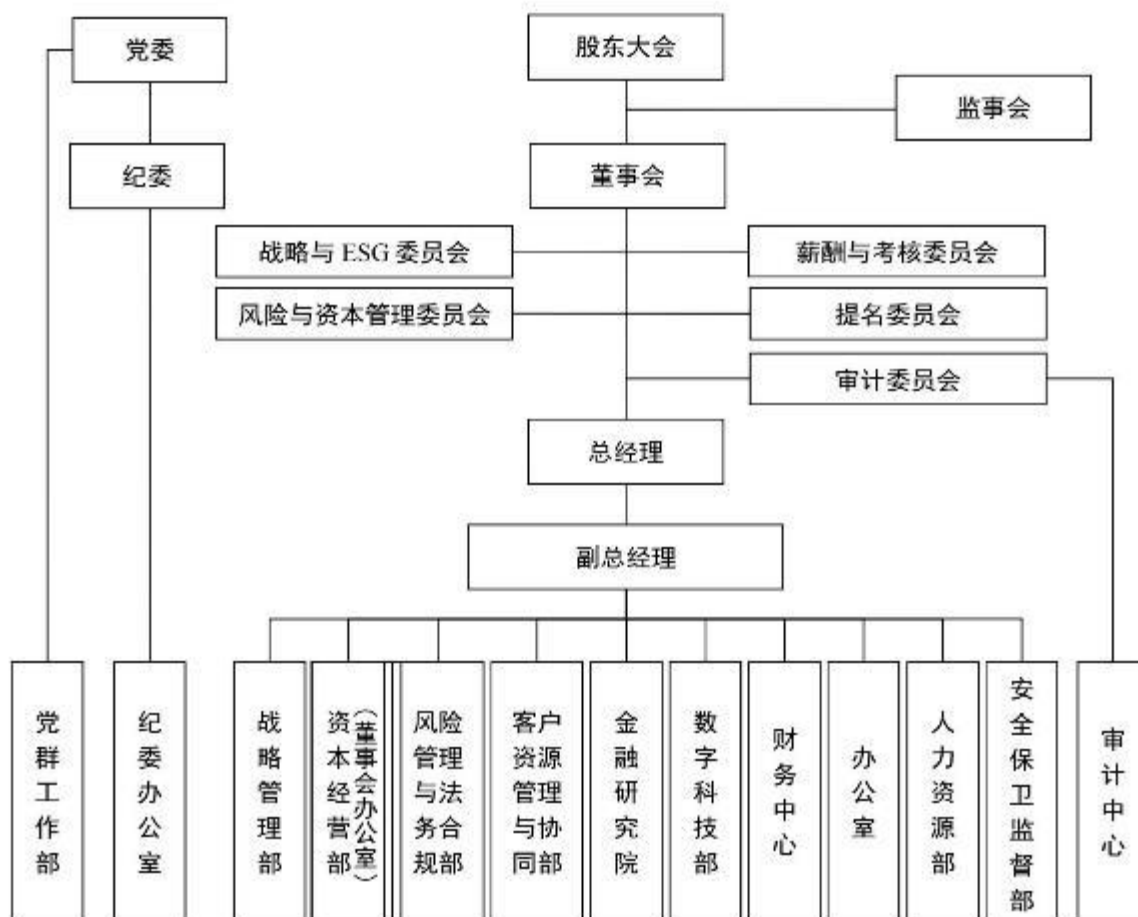 党委
股东大会
监事会
纪委
董事会
战略与 ESG 委员会
薪酬与考核委员会
风险与资本管理委员会
提名委员会
审计委员会
总经理
副总经理
党群工作部
纪委办公室
战略管理部
资本经营部
（董事会办公室）
风险管理与法务合规部
客户资源管理与协同部
金融研究院
数字科技部
财务中心
办公室
人力资源部
安全保卫监督部
审计中心